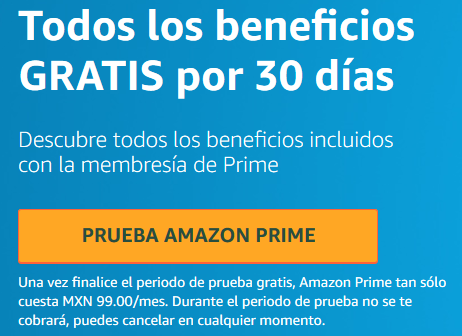 Todos los beneficios
GRATIS por 30 días
Descubre todos los beneficios incluidos
con la membresía de Prime
PRUEBA AMAZON PRIME
Una vez finalice el periodo de prueba gratis, Amazon Prime tan sólo
cuesta MXN 99.00/mes. Durante el periodo de prueba no se te
cobrará, puedes cancelar en cualquier momento.